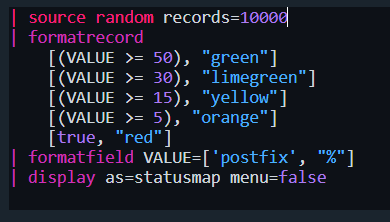 | source random records=10000
| formatrecord
[(VALUE >= 50), "green"]
[(VALUE >= 30), "limegreen"]
[(VALUE >= 15), "yellow"]
[(VALUE >= 5), "orange"]
[true, "red"]
| formatfield VALUE=['postfix', "%"]
| display as=statusmap menu=false